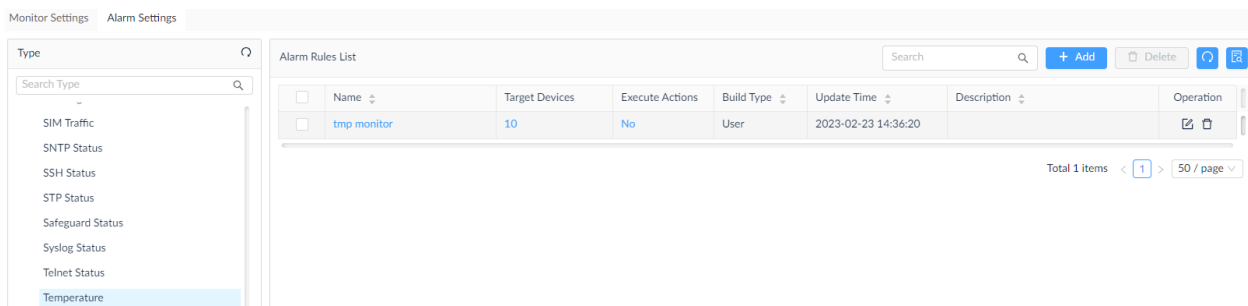 Monitor Settings Alarm Settings
Type
Search Type
SIM Traffic
SNTP Status
SSH Status
STP Status
Safeguard Status
Syslog Status
Telnet Status
Temperature
Alarm Rules List Search + Add Delete
Name Target Devices Execute Actions Build Type Update Time Description Operation
tmp monitor 10 No User 2023-02-23 14:36:20
Total 1 items < 1 > 50 / page